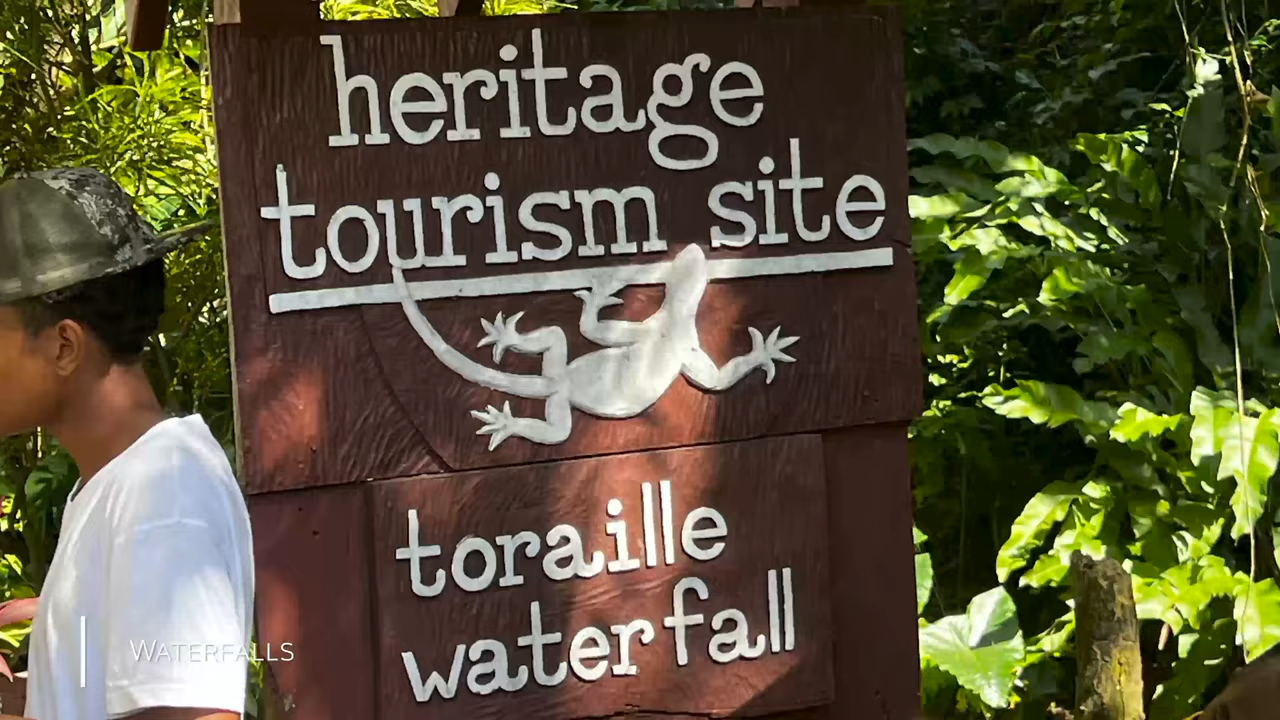 heritage
tourism site
toraille
waterfall
Waterfalls